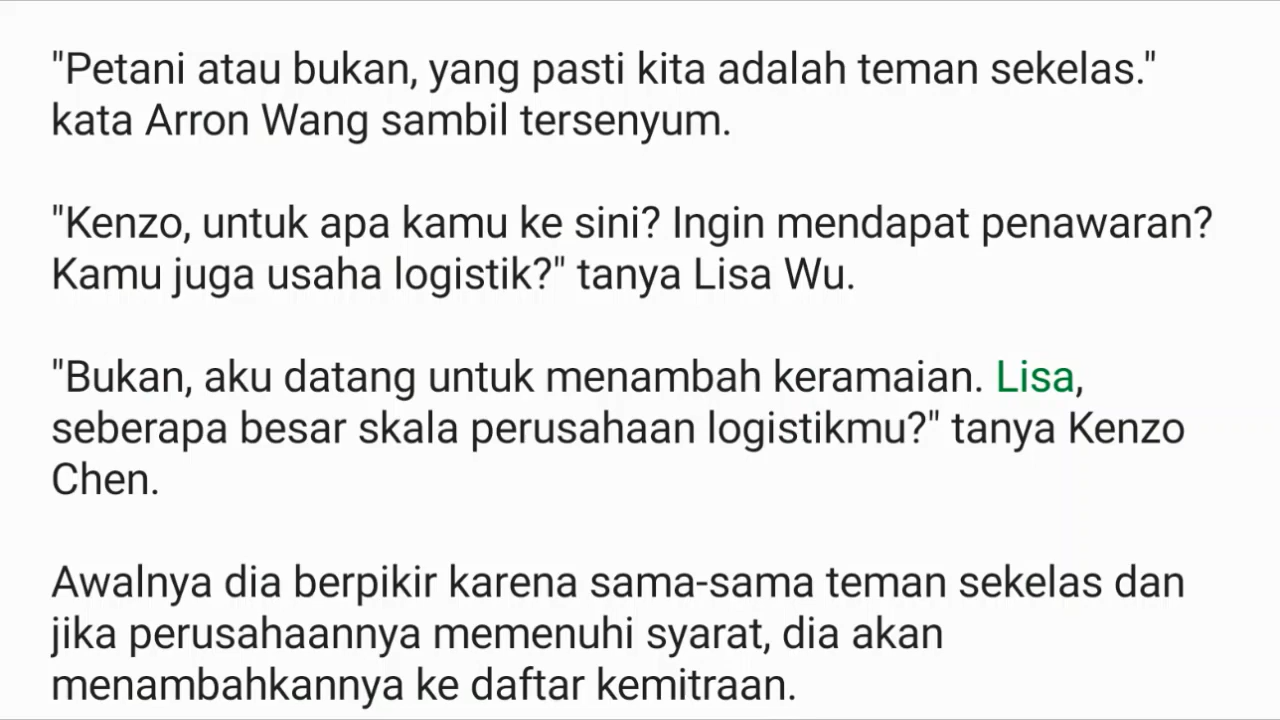 "Petani atau bukan, yang pasti kita adalah teman sekelas."
kata Arron Wang sambil tersenyum.
"Kenzo, untuk apa kamu ke sini? Ingin mendapat penawaran?
Kamu juga usaha logistik?" tanya Lisa Wu.
"Bukan, aku datang untuk menambah keramaian. Lisa,
seberapa besar skala perusahaan logistikmu?" tanya Kenzo
Chen.
Awalnya dia berpikir karena sama-sama teman sekelas dan
jika perusahaannya memenuhi syarat, dia akan
menambahkannya ke daftar kemitraan.